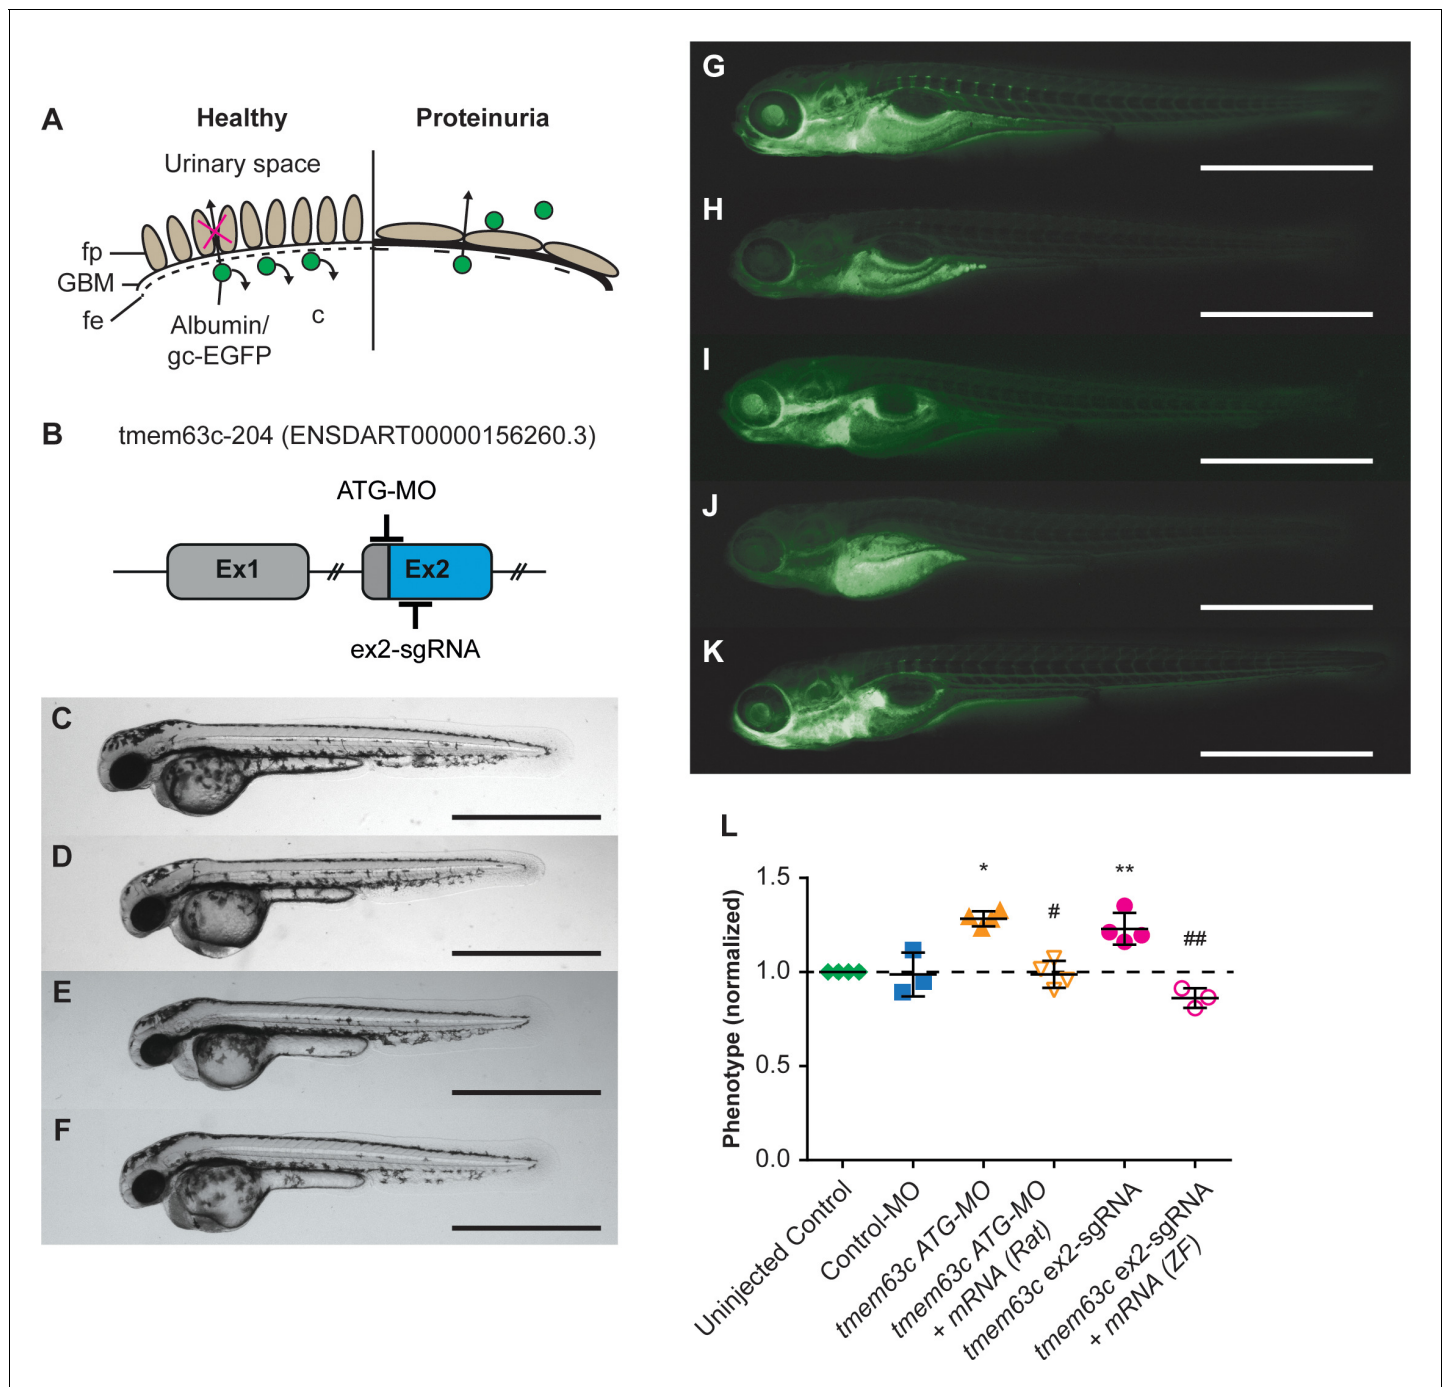 A
Healthy
Proteinuria
Urinary space
fp
GBM
fe
Albumin/
gc-EGFP
c
B
tmem63c-204 (ENSDART00000156260.3)
ATG-MO
Ex1
Ex2
ex2-sgRNA
C
D
E
F
G
H
I
J
K
L
Phenotype (normalized)
1.5
1.0
0.5
0.0
*
#
**
##
Uninjected Control
Control-MO
tmem63c ATG-MO
tmem63c ATG-MO
+ mRNA (Rat)
tmem63c ex2-sgRNA
tmem63c ex2-sgRNA
+ mRNA (ZF)